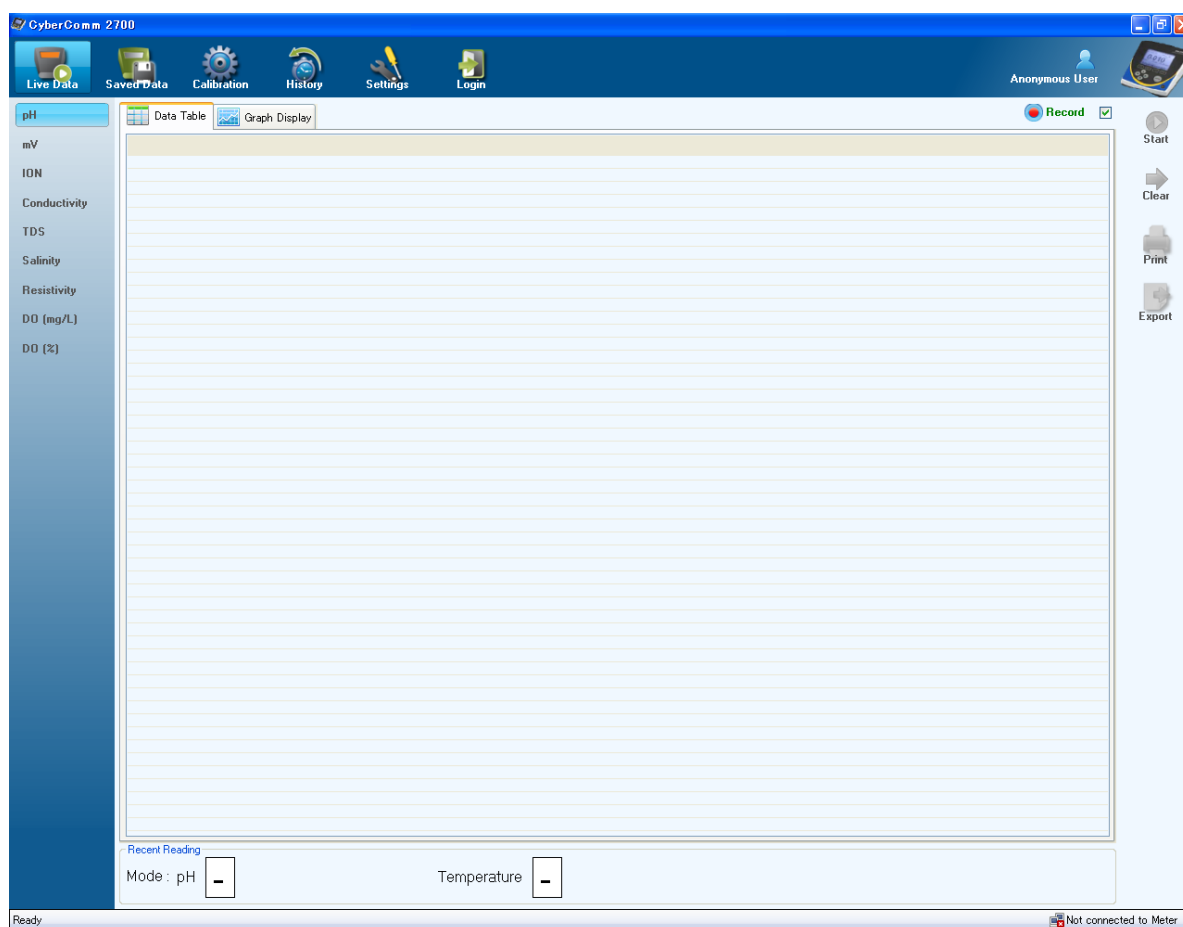 CyberComm 2700
Live Data
Saved Data
Calibration
History
Settings
Login
Anonymous User
pH
mV
ION
Conductivity
TDS
Salinity
Resistivity
DO (mg/L)
DO (%)
Data Table
Graph Display
Record
Start
Clear
Print
Export
Recent Reading
Mode : pH -
Temperature -
Ready
Not connected to Meter